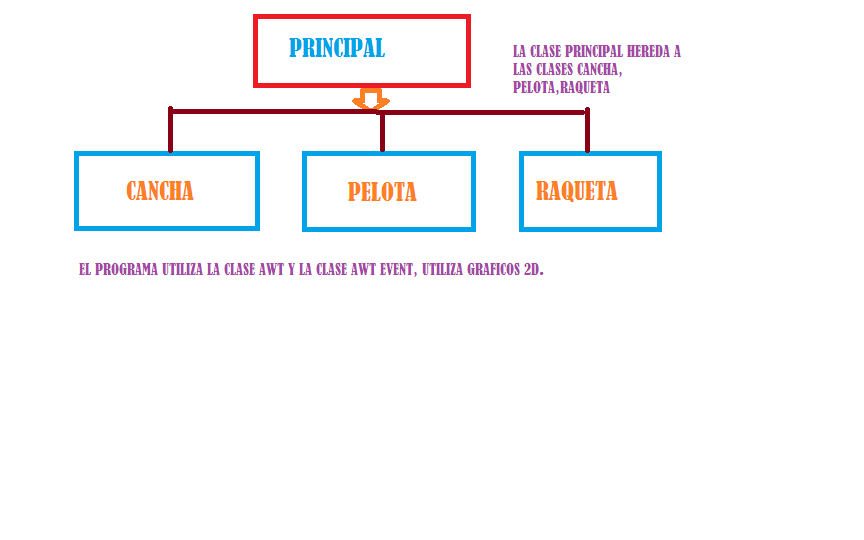 PRINCIPAL
LA CLASE PRINCIPAL HEREDA A
LAS CLASES CANCHA,
PELOTA,RAQUETA
CANCHA
PELOTA
RAQUETA
EL PROGRAMA UTILIZA LA CLASE AWT Y LA CLASE AWT EVENT, UTILIZA GRAFICOS 2D.